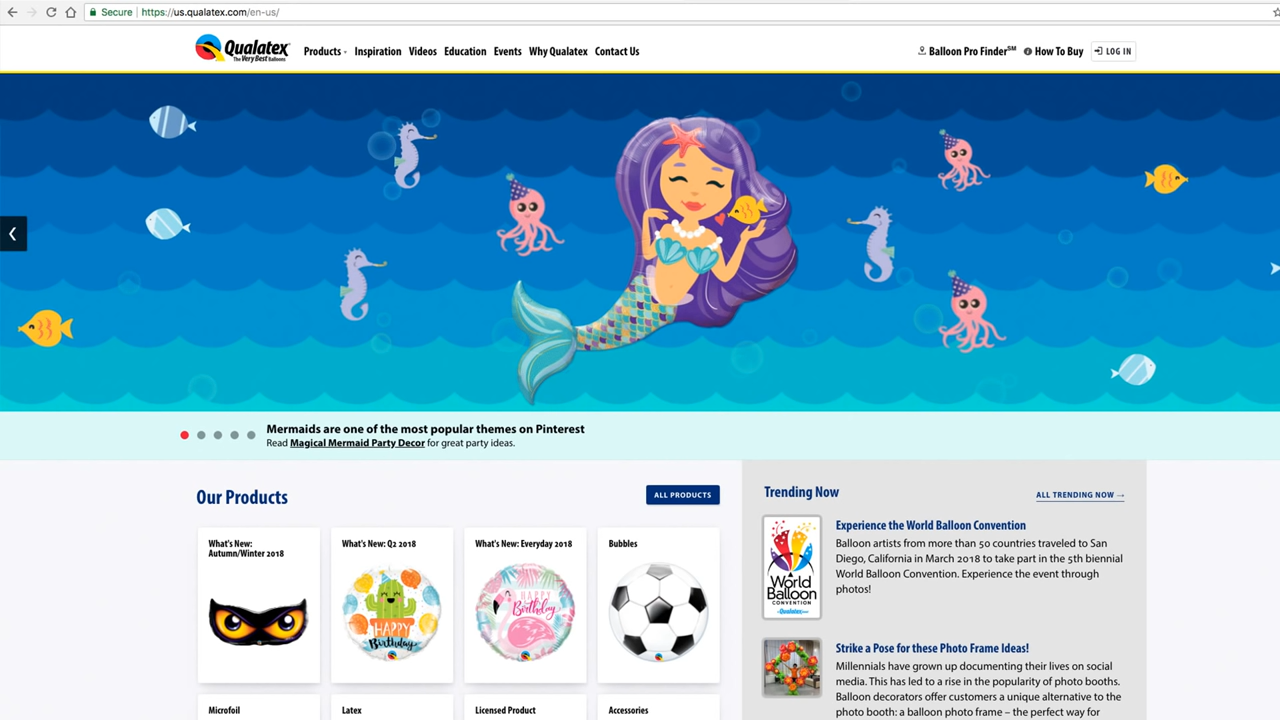 Secure https://us.qualatex.com/en-us/
Qualatex
The Very Best Balloons
Products Inspiration Videos Education Events Why Qualatex Contact Us
Balloon Pro Finder℠ How To Buy LOG IN
Mermaids are one of the most popular themes on Pinterest
Read Magical Mermaid Party Decor for great party ideas.
Our Products
ALL PRODUCTS
What's New:
Autumn/Winter 2018
What's New: Q2 2018
HAPPY
Birthday
What's New: Everyday 2018
HAPPY
Birthday
Bubbles
Microfoil
Latex
Licensed Product
Accessories
Trending Now
ALL TRENDING NOW →
World
Balloon
CONVENTION
Qualatex
Experience the World Balloon Convention
Balloon artists from more than 50 countries traveled to San
Diego, California in March 2018 to take part in the 5th biennial
World Balloon Convention. Experience the event through
photos!
Strike a Pose for these Photo Frame Ideas!
Millennials have grown up documenting their lives on social
media. This has led to a rise in the popularity of photo booths.
Balloon decorators offer customers a unique alternative to the
photo booth: a balloon photo frame – the perfect way for